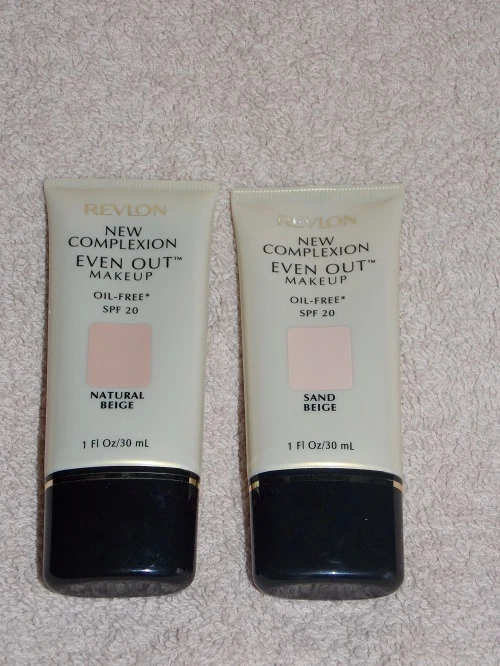 REVLON
NEW
COMPLEXION
EVEN OUT™
MAKEUP
OIL-FREE*
SPF 20
NATURAL
BEIGE
1 Fl Oz/30 mL
REVLON
NEW
COMPLEXION
EVEN OUT™
MAKEUP
OIL-FREE*
SPF 20
SAND
BEIGE
1 Fl Oz/30 mL